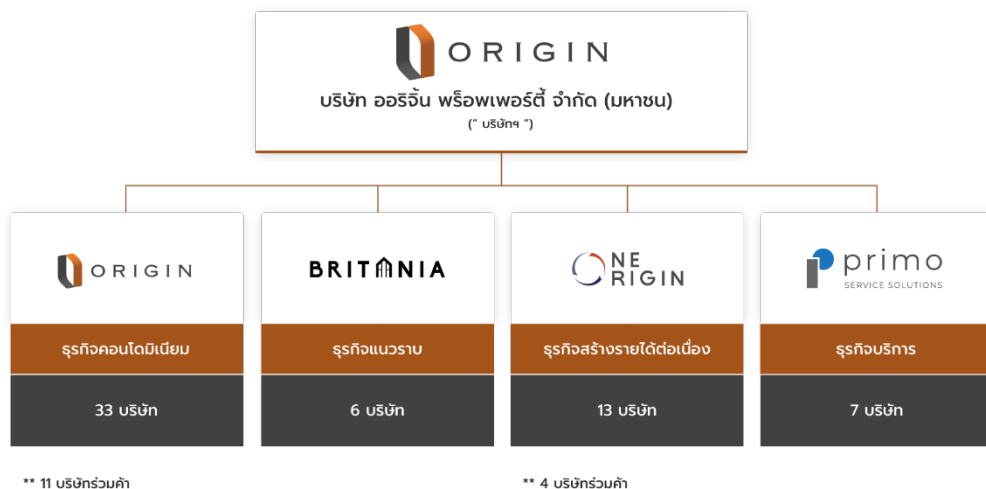 ORIGIN
บริษัท ออริจิ้น พร็อพเพอร์ตี้ จำกัด (มหาชน)
(“ บริษัทฯ ”)
ORIGIN
BRITANIA
ONE
ORIGIN
primo
SERVICE SOLUTIONS
ธุรกิจคอนโดมิเนียม
ธุรกิจแนวราบ
ธุรกิจสร้างรายได้ต่อเนื่อง
ธุรกิจบริการ
33 บริษัท
6 บริษัท
13 บริษัท
7 บริษัท
** 11 บริษัทร่วมค้า
** 4 บริษัทร่วมค้า